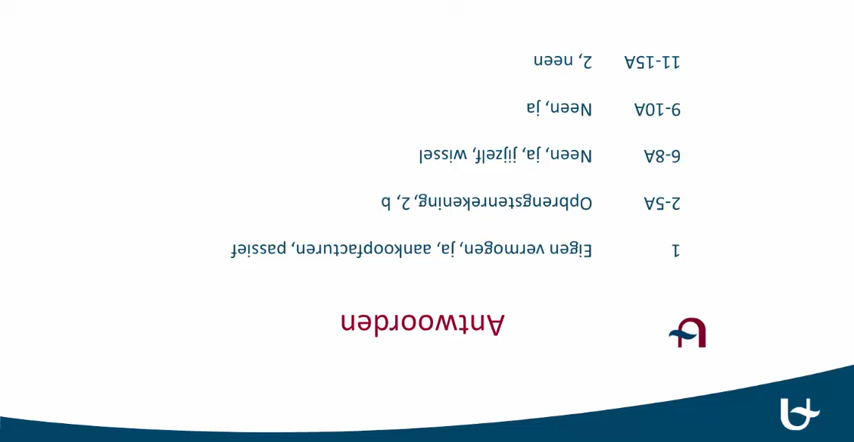 Antwoorden
1 Eigen vermogen, ja, aankoopfacturen, passief
2-5A Opbrengstenrekening, 2, b
6-8A Neen, ja, jijzelf, wissel
9-10A Neen, ja
11-15A 2, neen